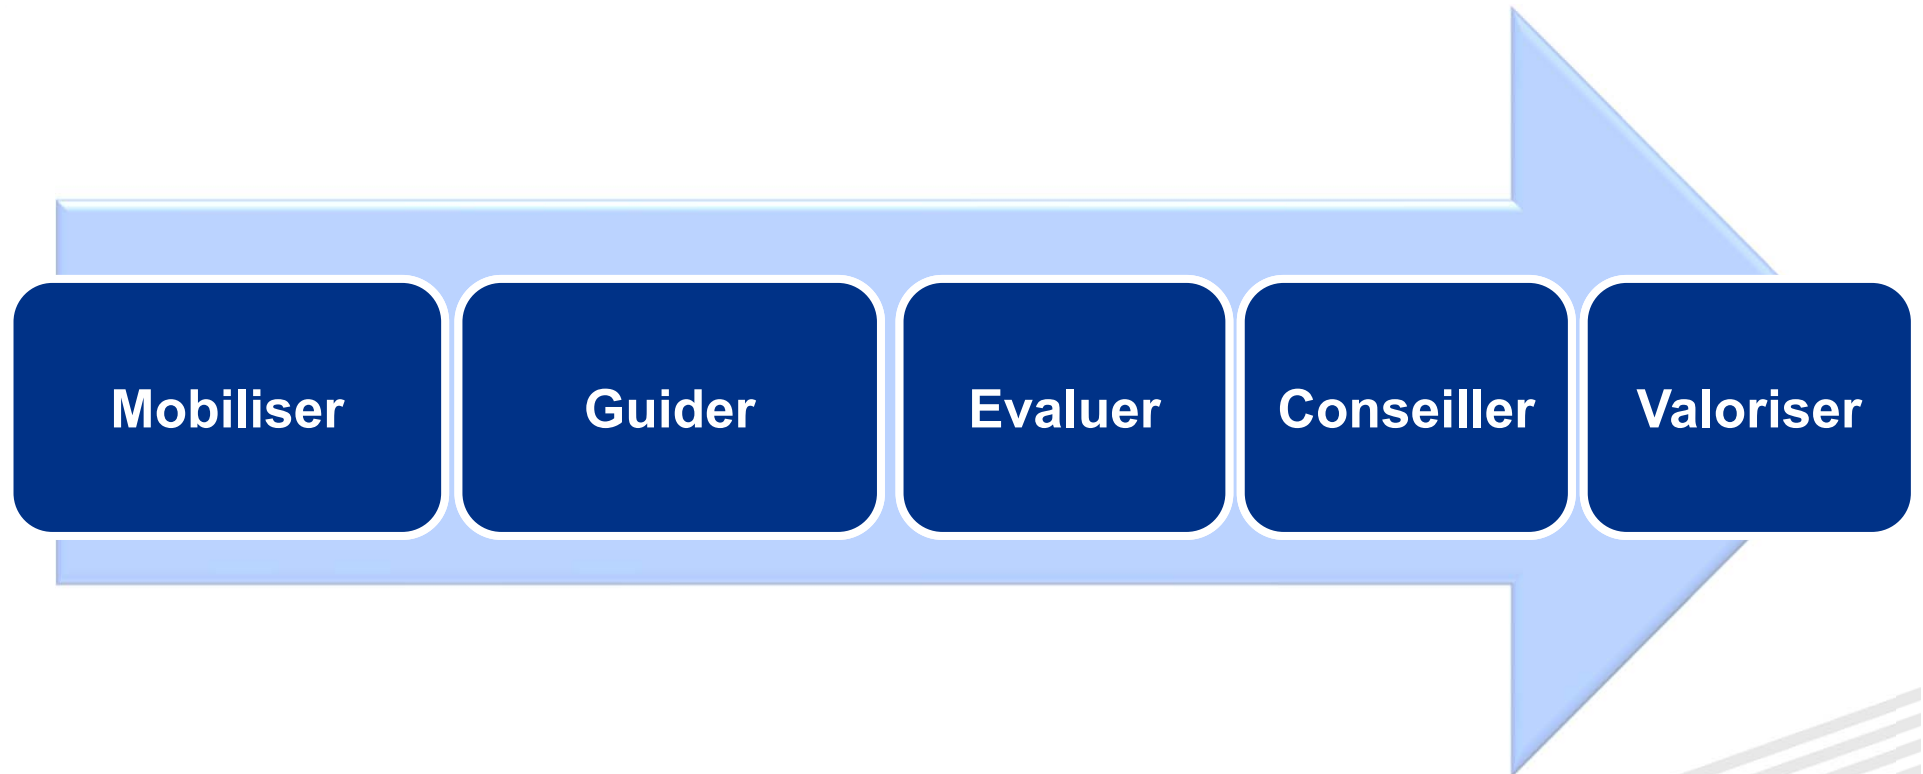 Mobiliser
Guider
Evaluer
Conseiller
Valoriser